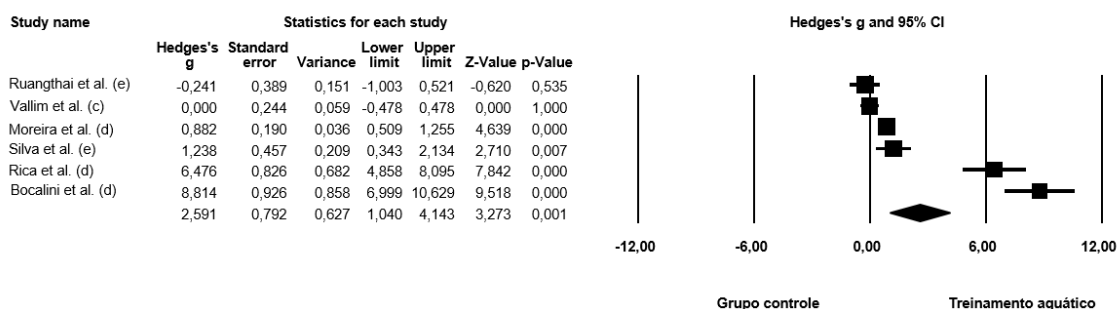 Study name Statistics for each study Hedges's g and 95% CI
Hedges's g Standard error Variance Lower limit Upper limit Z-Value p-Value
Ruangthai et al. (e) -0,241 0,389 0,151 -1,003 0,521 -0,620 0,535
Vallim et al. (c) 0,000 0,244 0,059 -0,478 0,478 0,000 1,000
Moreira et al. (d) 0,882 0,190 0,036 0,509 1,255 4,639 0,000
Silva et al. (e) 1,238 0,457 0,209 0,343 2,134 2,710 0,007
Rica et al. (d) 6,476 0,826 0,682 4,858 8,095 7,842 0,000
Bocalini et al. (d) 8,814 0,926 0,858 6,999 10,629 9,518 0,000
2,591 0,792 0,627 1,040 4,143 3,273 0,001
-12,00 -6,00 0,00 6,00 12,00
Grupo controle Treinamento aquático